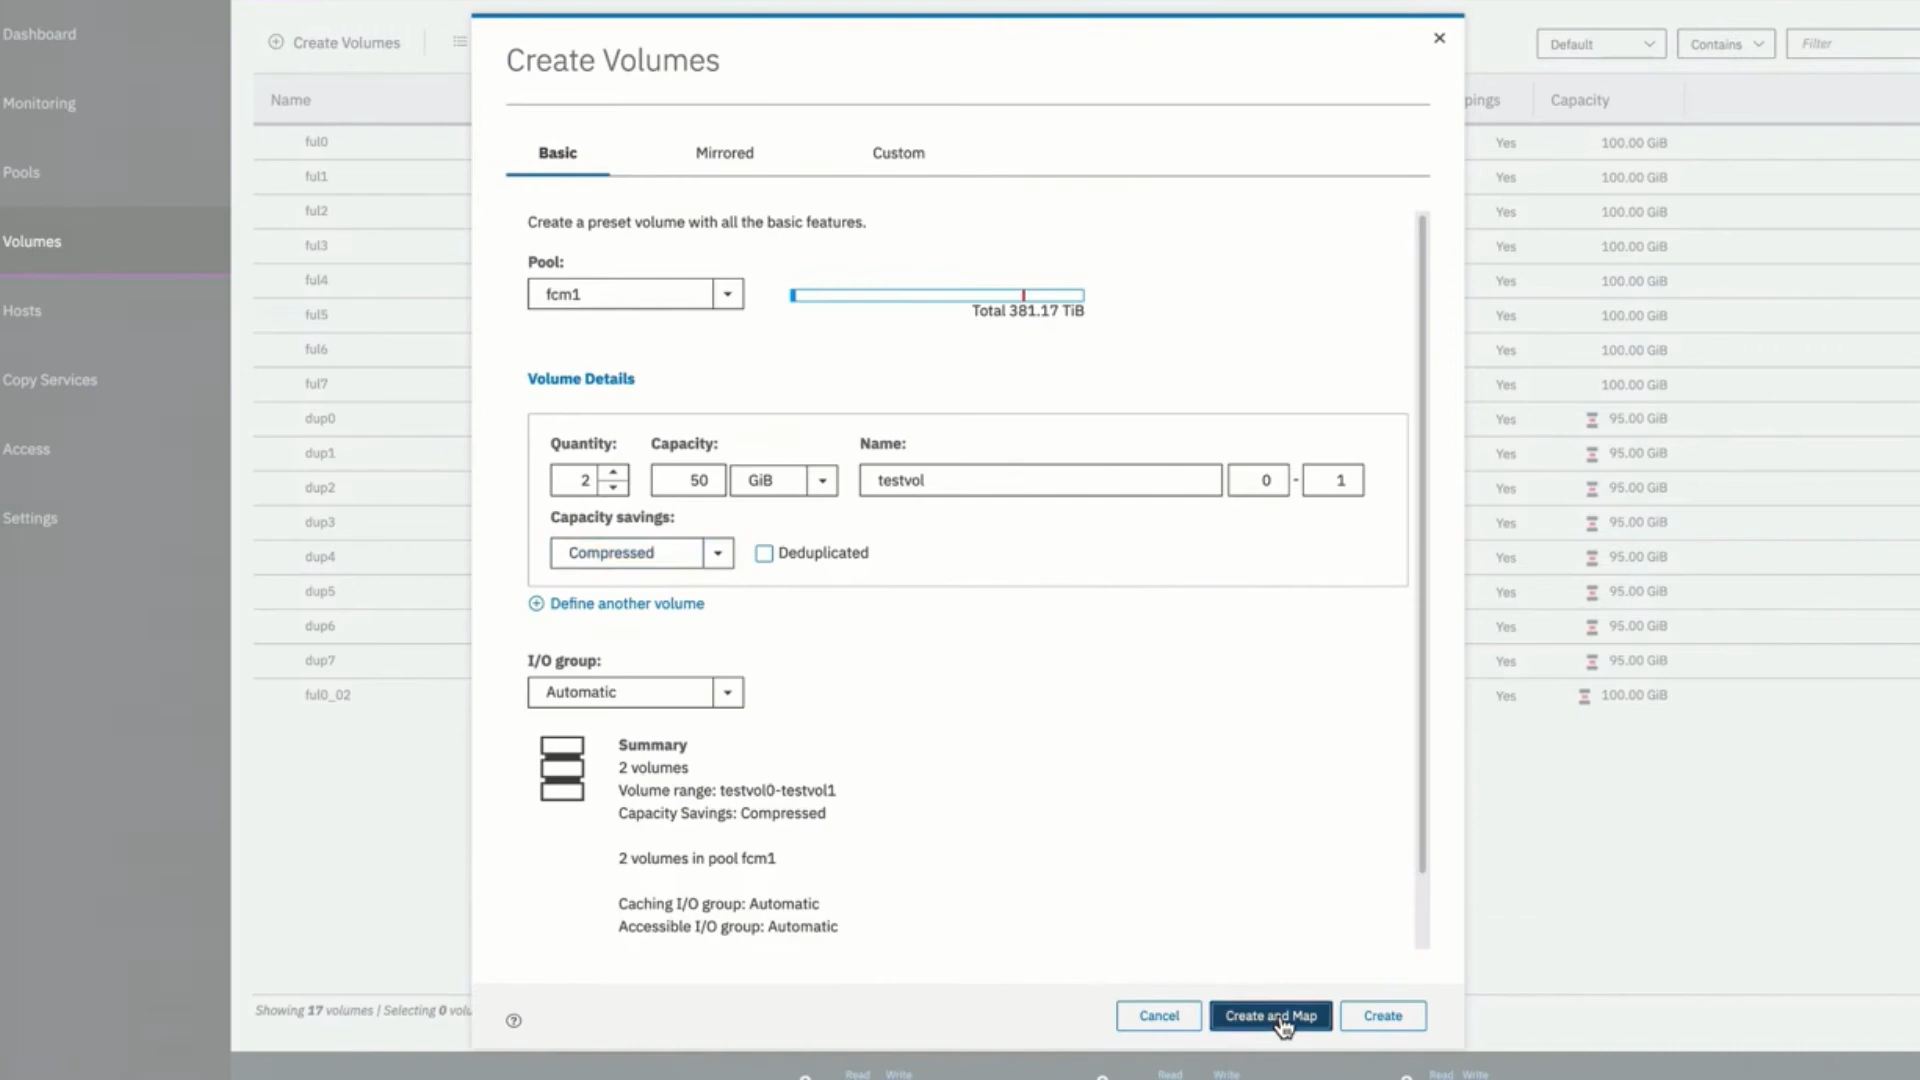 Dashboard
Monitoring
Pools
Volumes
Hosts
Copy Services
Access
Settings
Create Volumes
Default
Contains
Filter
Name
pings
Capacity
ful0
Yes
100.00 GiB
ful1
Yes
100.00 GiB
ful2
Yes
100.00 GiB
ful3
Yes
100.00 GiB
ful4
Yes
100.00 GiB
ful5
Yes
100.00 GiB
ful6
Yes
100.00 GiB
ful7
Yes
100.00 GiB
dup0
Yes
95.00 GiB
dup1
Yes
95.00 GiB
dup2
Yes
95.00 GiB
dup3
Yes
95.00 GiB
dup4
Yes
95.00 GiB
dup5
Yes
95.00 GiB
dup6
Yes
95.00 GiB
dup7
Yes
95.00 GiB
ful0_02
Yes
100.00 GiB
Showing 17 volumes / Selecting 0 volu
Create Volumes
Basic
Mirrored
Custom
Create a preset volume with all the basic features.
Pool:
fcm1
Total 381.17 TiB
Volume Details
Quantity:
Capacity:
Name:
2
50
GiB
testvol
0
-
1
Capacity savings:
Compressed
Deduplicated
Define another volume
I/O group:
Automatic
Summary
2 volumes
Volume range: testvol0-testvol1
Capacity Savings: Compressed
2 volumes in pool fcm1
Caching I/O group: Automatic
Accessible I/O group: Automatic
Cancel
Create and Map
Create
Read
Write
Read
Write
Read
Write